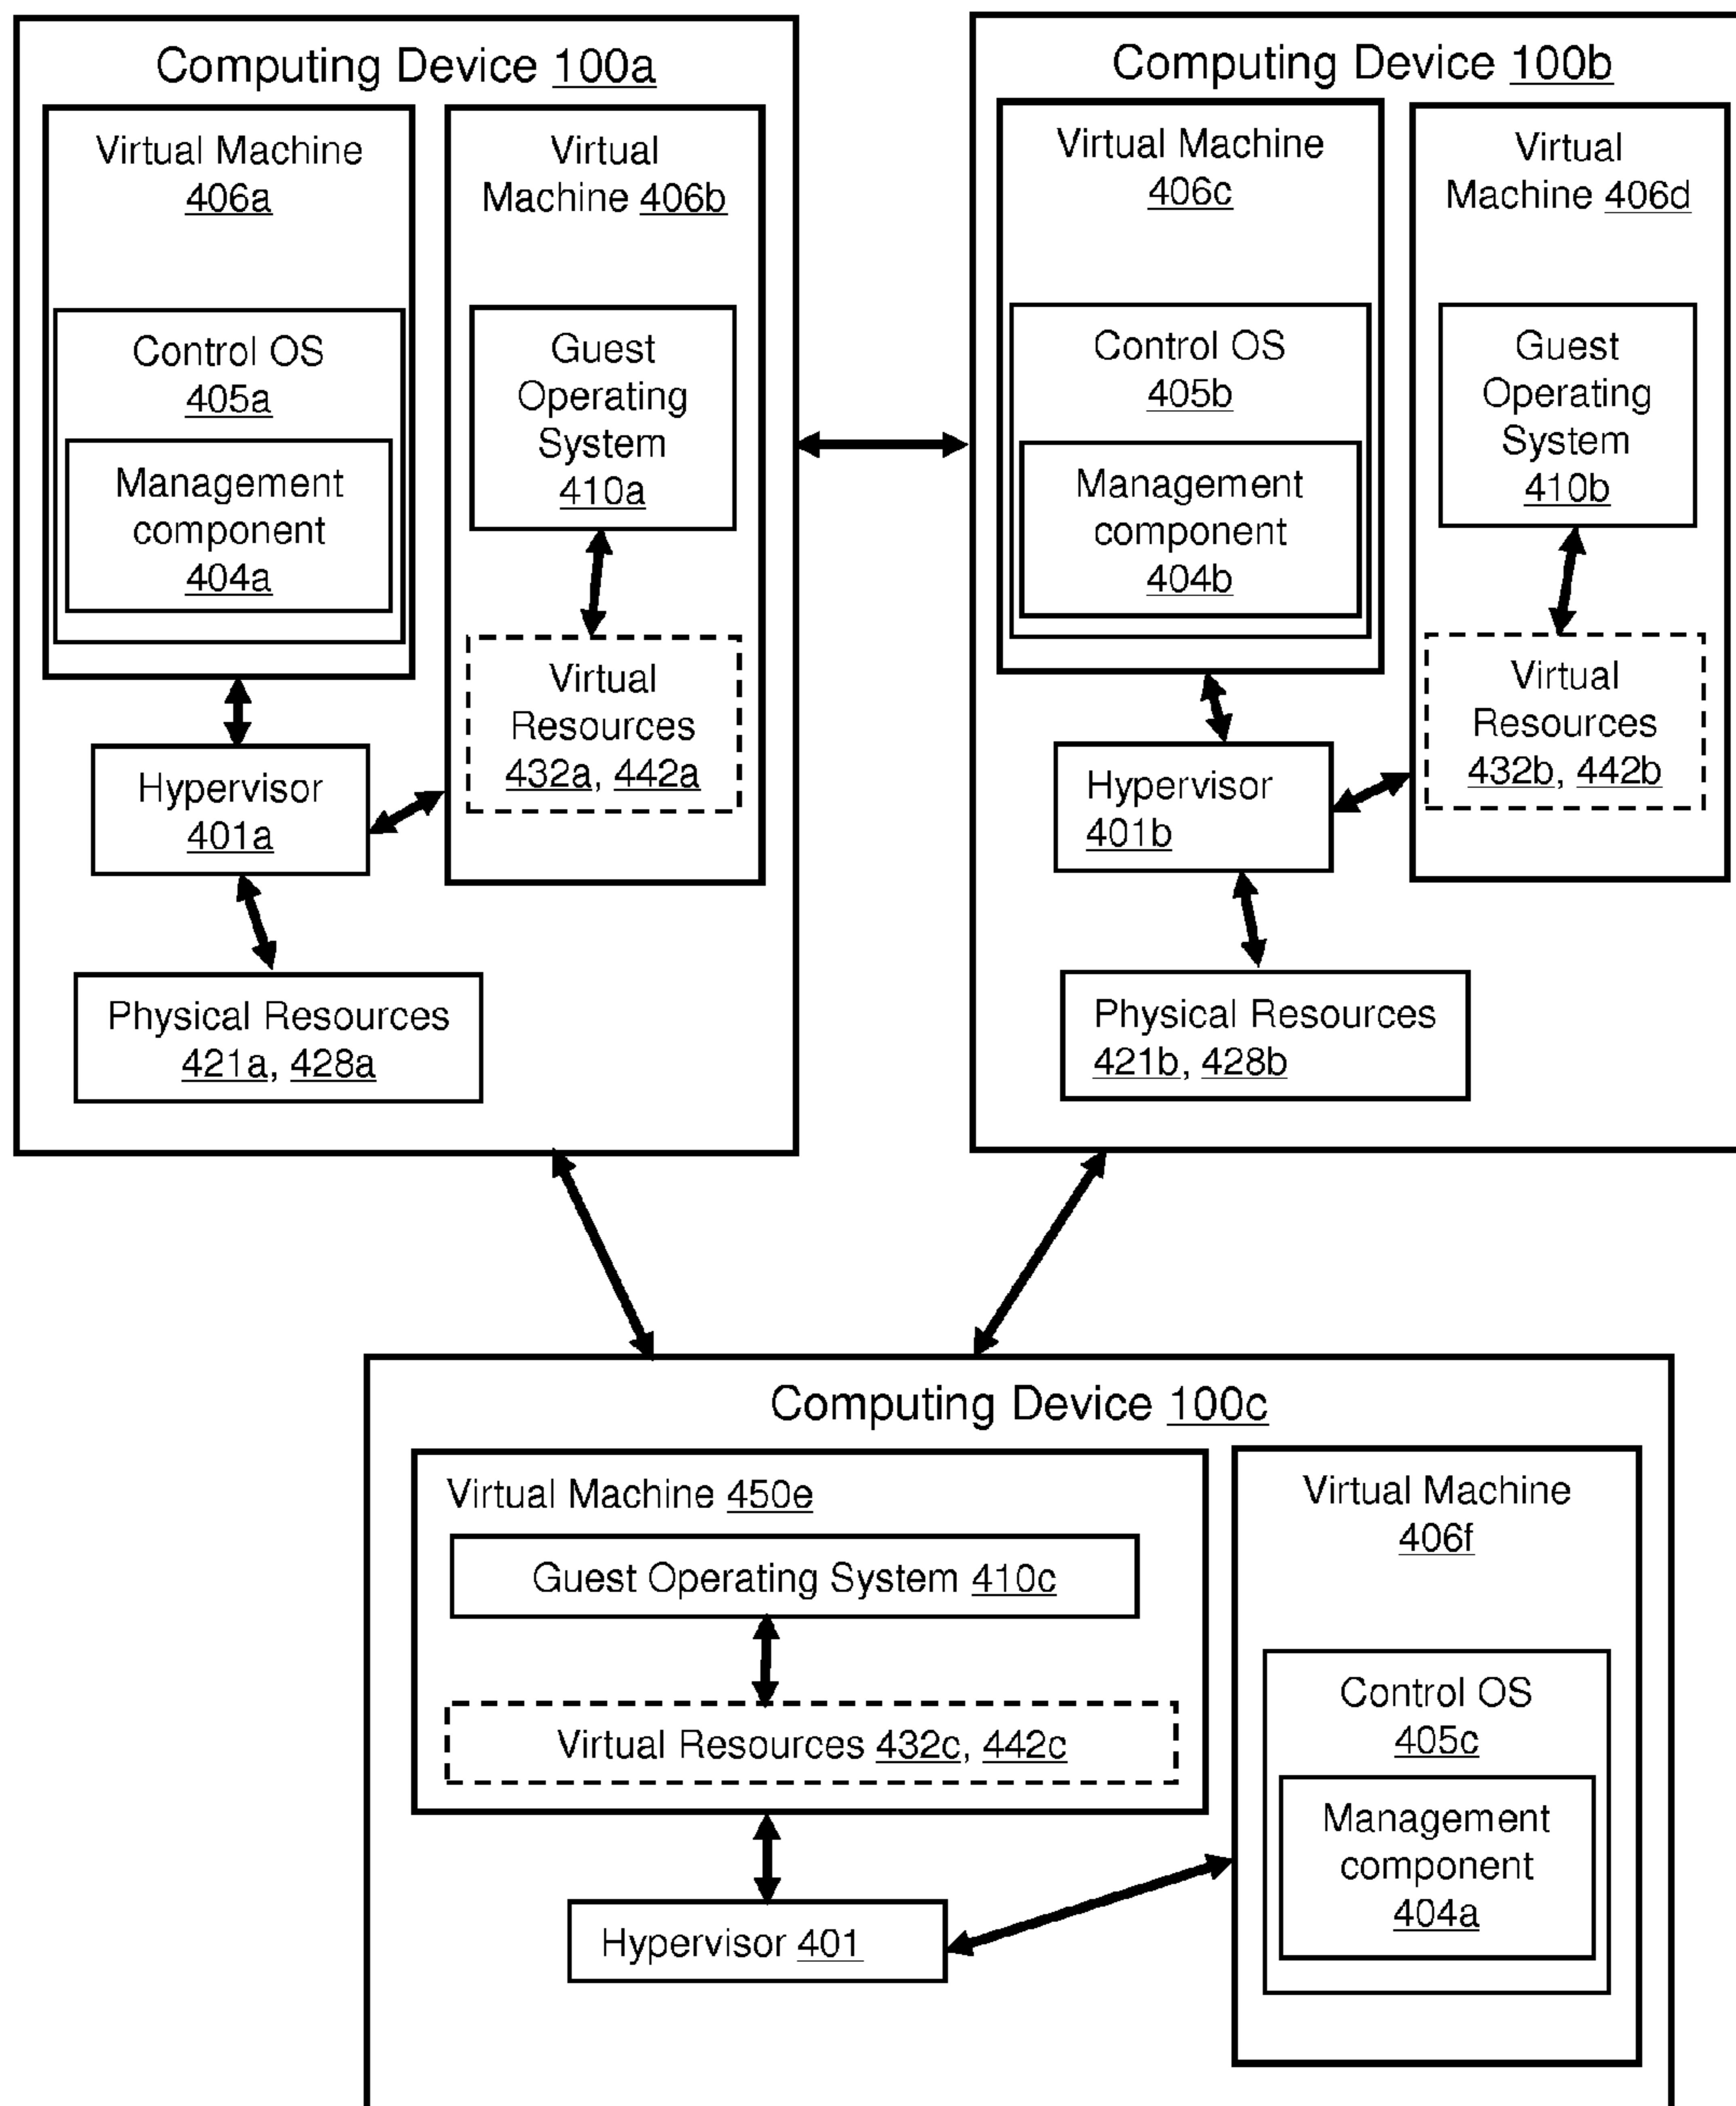 Computing Device 100a
Virtual Machine
406a
Control OS
405a
Management
component
404a
Virtual
Machine 406b
Guest
Operating
System
410a
Virtual
Resources
432a, 442a
Hypervisor
401a
Physical Resources
421a, 428a
Computing Device 100b
Virtual Machine
406c
Control OS
405b
Management
component
404b
Virtual
Machine 406d
Guest
Operating
System
410b
Virtual
Resources
432b, 442b
Hypervisor
401b
Physical Resources
421b, 428b
Computing Device 100c
Virtual Machine 450e
Guest Operating System 410c
Virtual Resources 432c, 442c
Hypervisor 401
Virtual Machine
406f
Control OS
405c
Management
component
404a